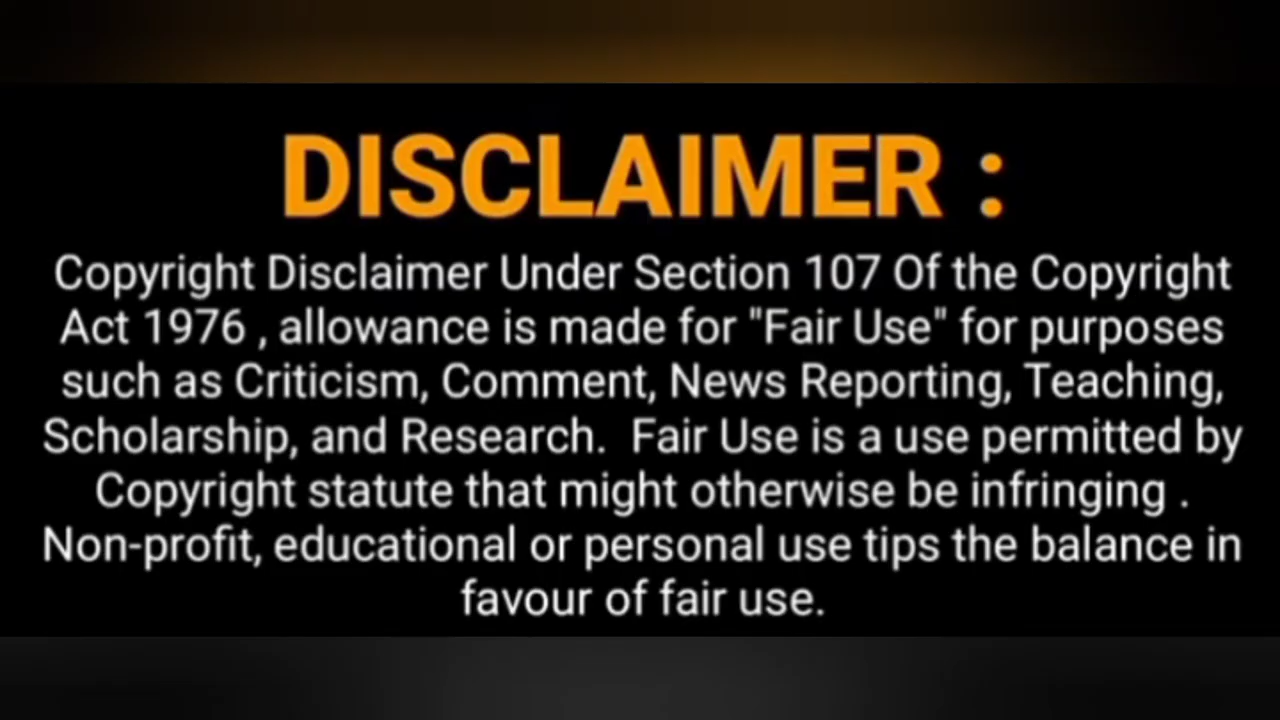 DISCLAIMER :
Copyright Disclaimer Under Section 107 Of the Copyright
Act 1976 , allowance is made for "Fair Use" for purposes
such as Criticism, Comment, News Reporting, Teaching,
Scholarship, and Research.  Fair Use is a use permitted by
Copyright statute that might otherwise be infringing .
Non-profit, educational or personal use tips the balance in
favour of fair use.